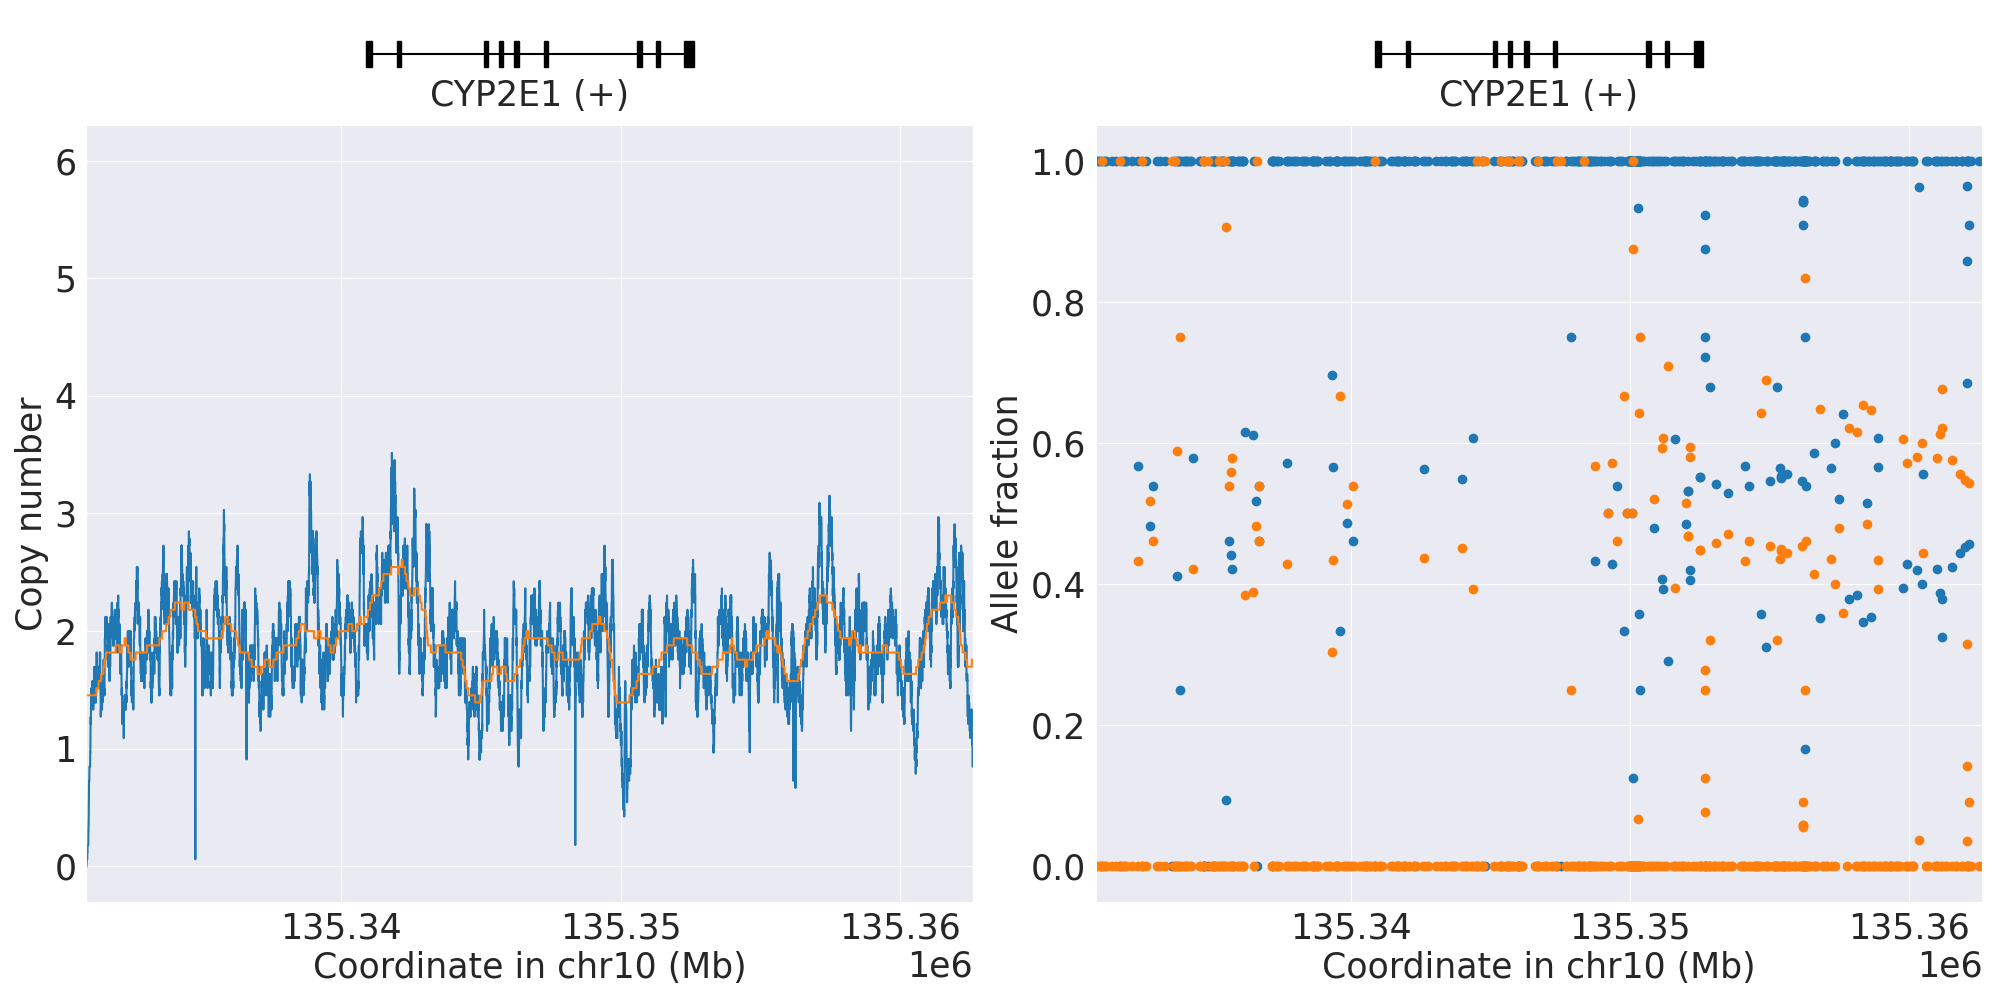 CYP2E1 (+)
6
5
4
3
2
1
0
Copy number
135.34 135.35 135.36
Coordinate in chr10 (Mb)
1e6
CYP2E1 (+)
1.0
0.8
0.6
0.4
0.2
0.0
Allele fraction
135.34 135.35 135.36
Coordinate in chr10 (Mb)
1e6